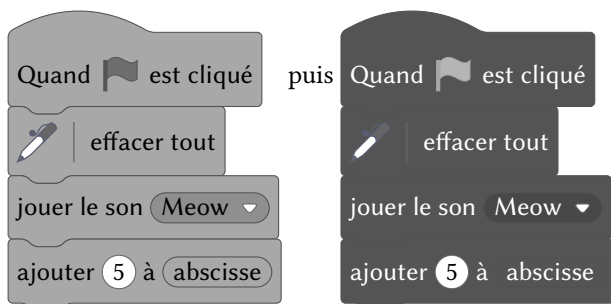 Quand est cliqué puis Quand est cliqué
effacer tout effacer tout
jouer le son Meow jouer le son Meow
ajouter 5 à abscisse ajouter 5 à abscisse